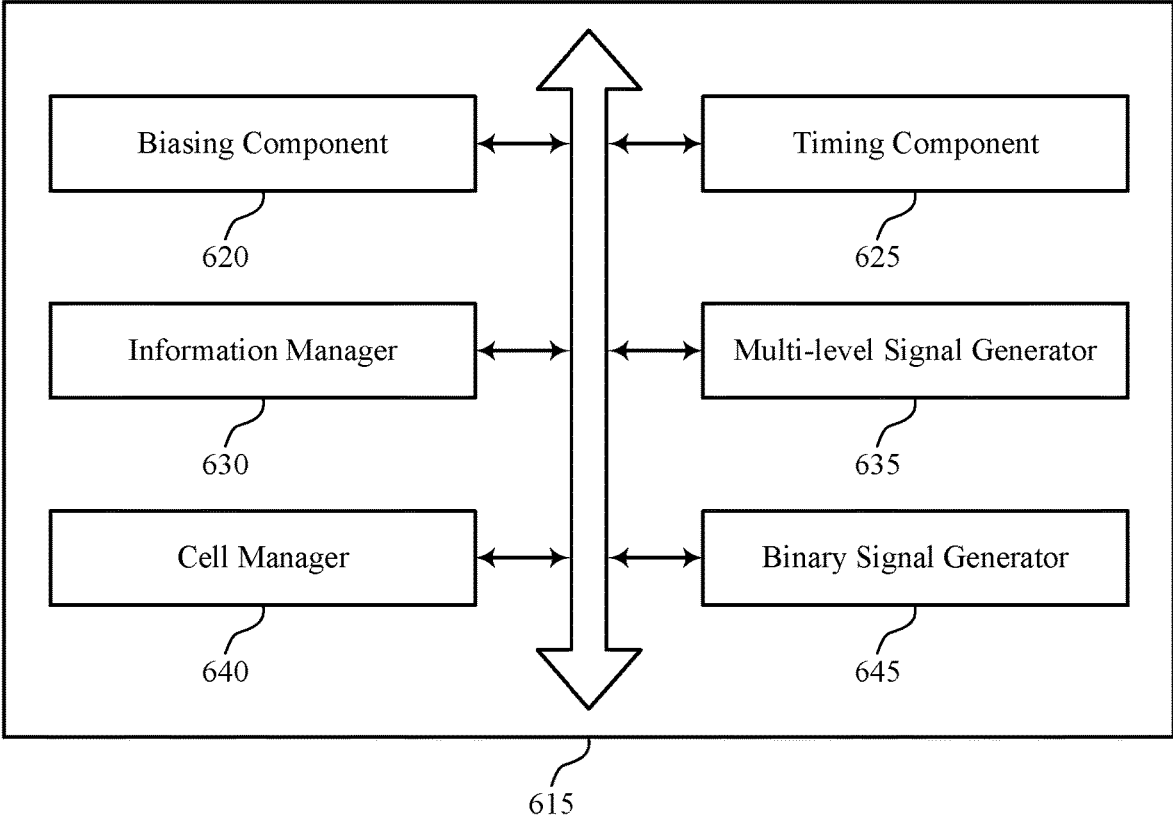 Biasing Component
Timing Component
620
625
Information Manager
Multi-level Signal Generator
630
635
Cell Manager
Binary Signal Generator
640
645
615